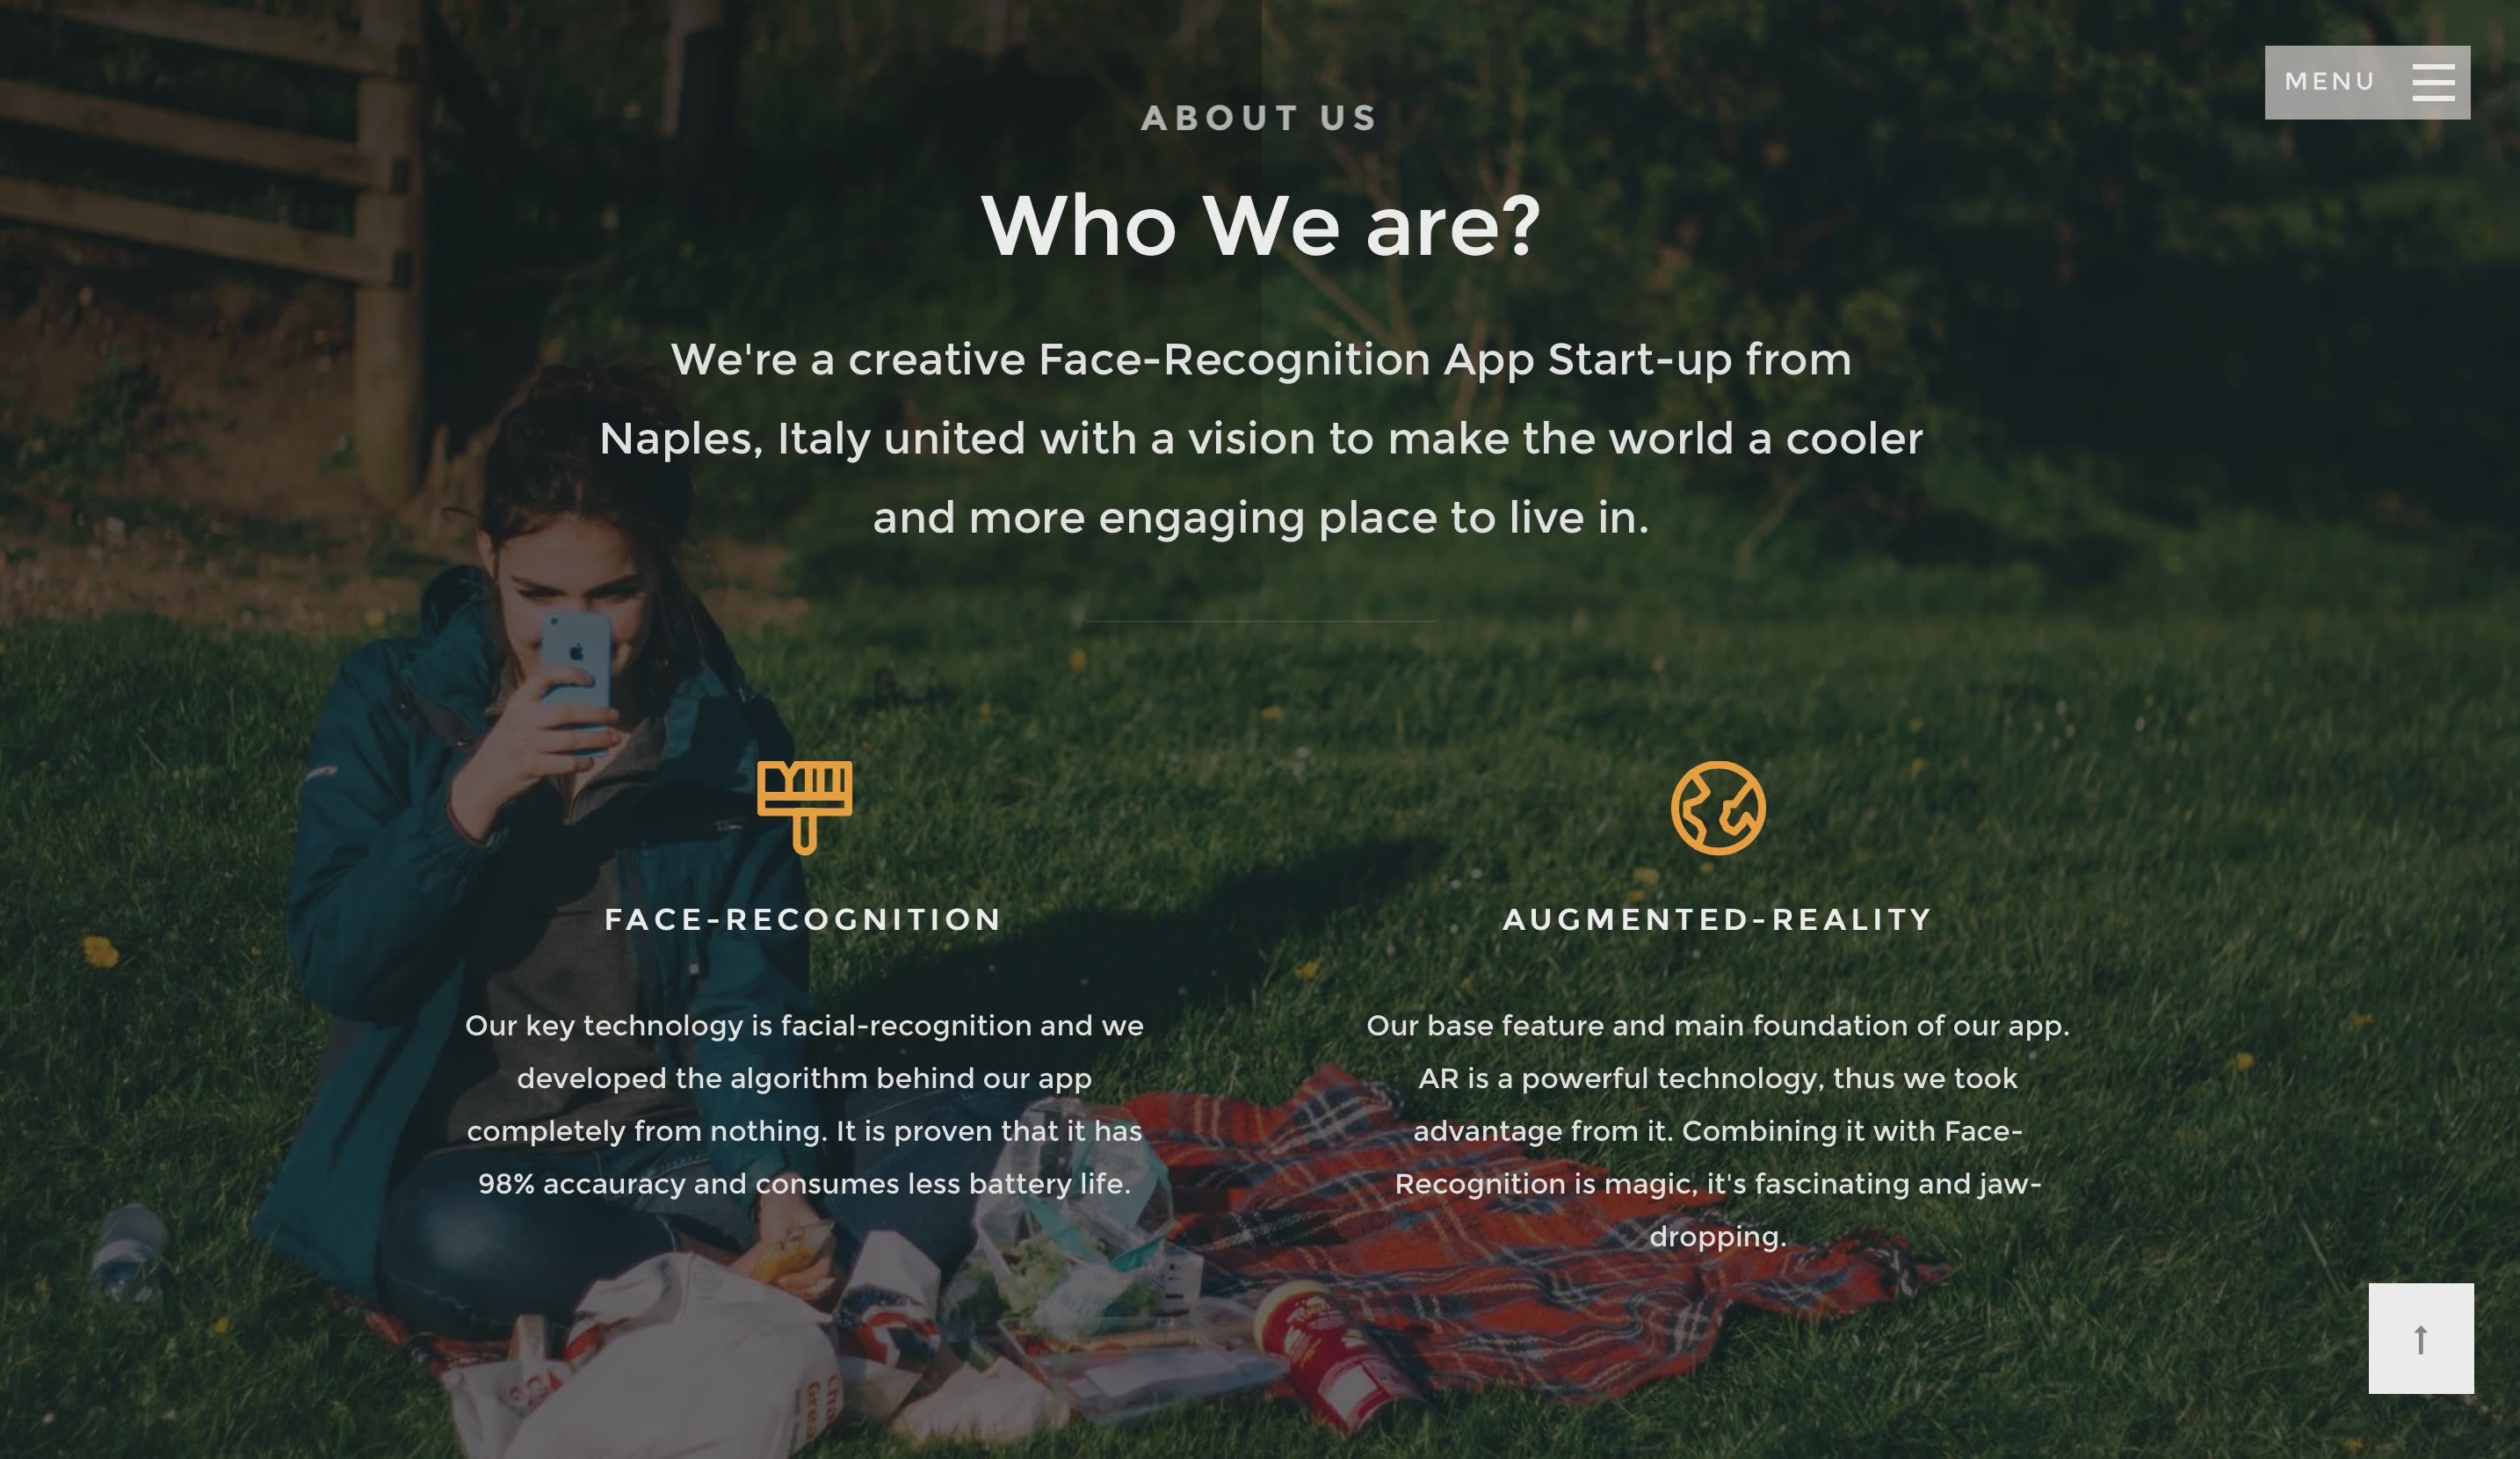 MENU
ABOUT US
Who We are?
We're a creative Face-Recognition App Start-up from
Naples, Italy united with a vision to make the world a cooler
and more engaging place to live in.
FACE-RECOGNITION
Our key technology is facial-recognition and we
developed the algorithm behind our app
completely from nothing. It is proven that it has
98% accauracy and consumes less battery life.
AUGMENTED-REALITY
Our base feature and main foundation of our app.
AR is a powerful technology, thus we took
advantage from it. Combining it with Face-
Recognition is magic, it's fascinating and jaw-
dropping.